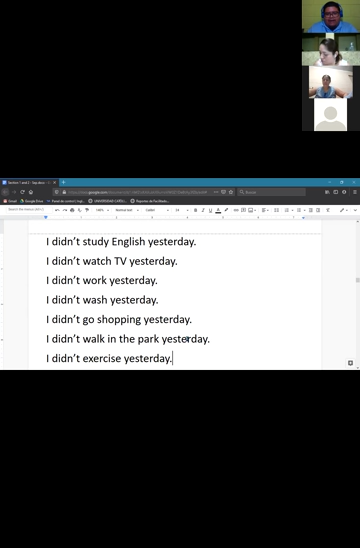 I didn't study English yesterday.
I didn't watch TV yesterday.
I didn't work yesterday.
I didn't wash yesterday.
I didn't go shopping yesterday.
I didn't walk in the park yesterday.
I didn't exercise yesterday.